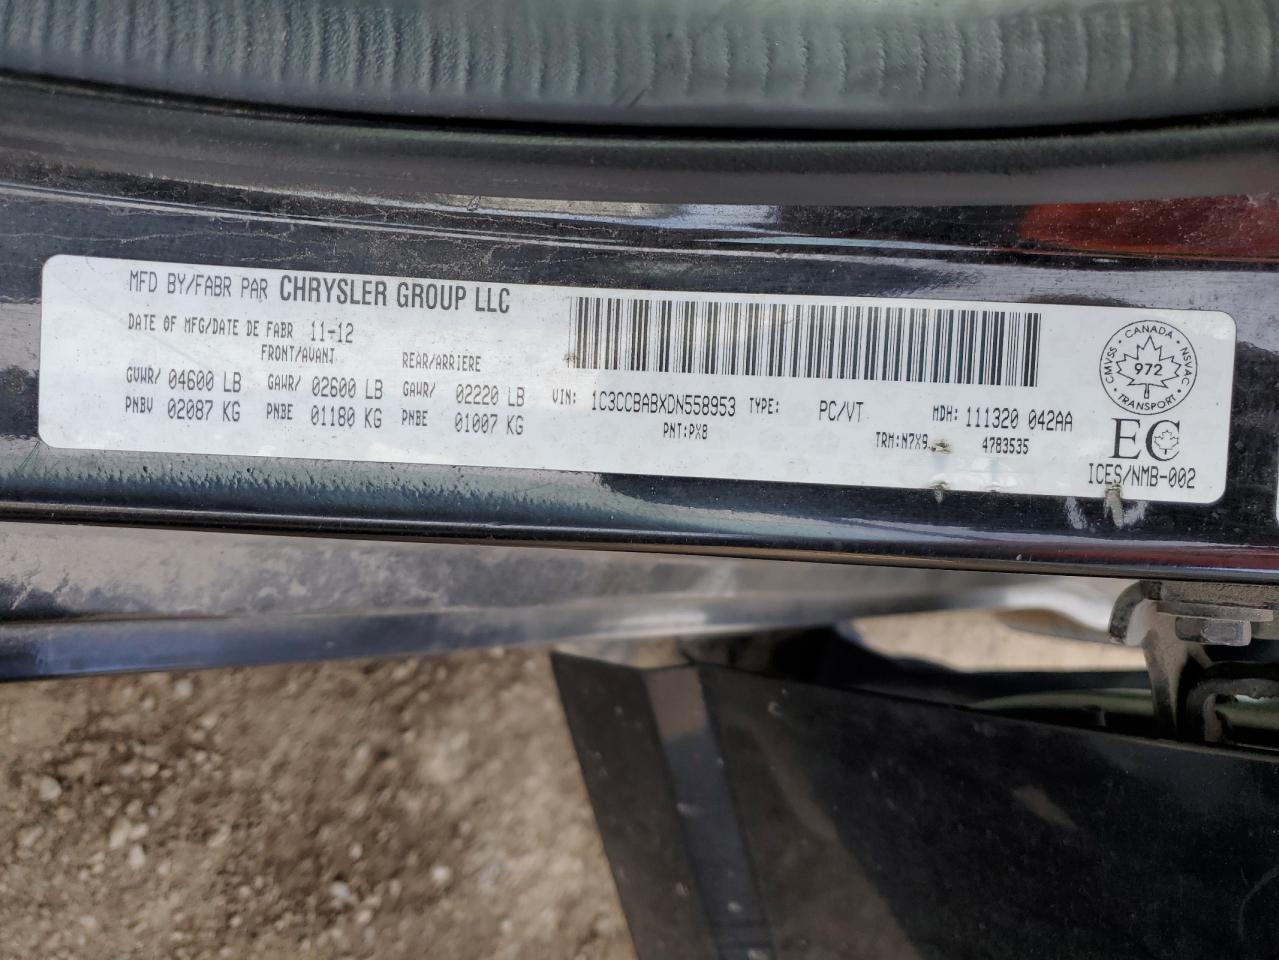 MFD BY/FABR PAR CHRYSLER GROUP LLC
DATE OF MFG/DATE DE FABR 11-12
FRONT/AVANT REAR/ARRIERE
GVWR/ 04600 LB GAWR/ 02600 LB GAWR/ 02220 LB
PNBV 02087 KG PNBE 01180 KG PNBE 01007 KG
VIN: 1C3CCBABXDN558953 TYPE: PC/VT MDH: 111320 042AA
PNT:PX8 TRM:N7X9 4783535
CANADA
CMVSS 972 NSVAC
TRANSPORT
EC
ICES/NMB-002